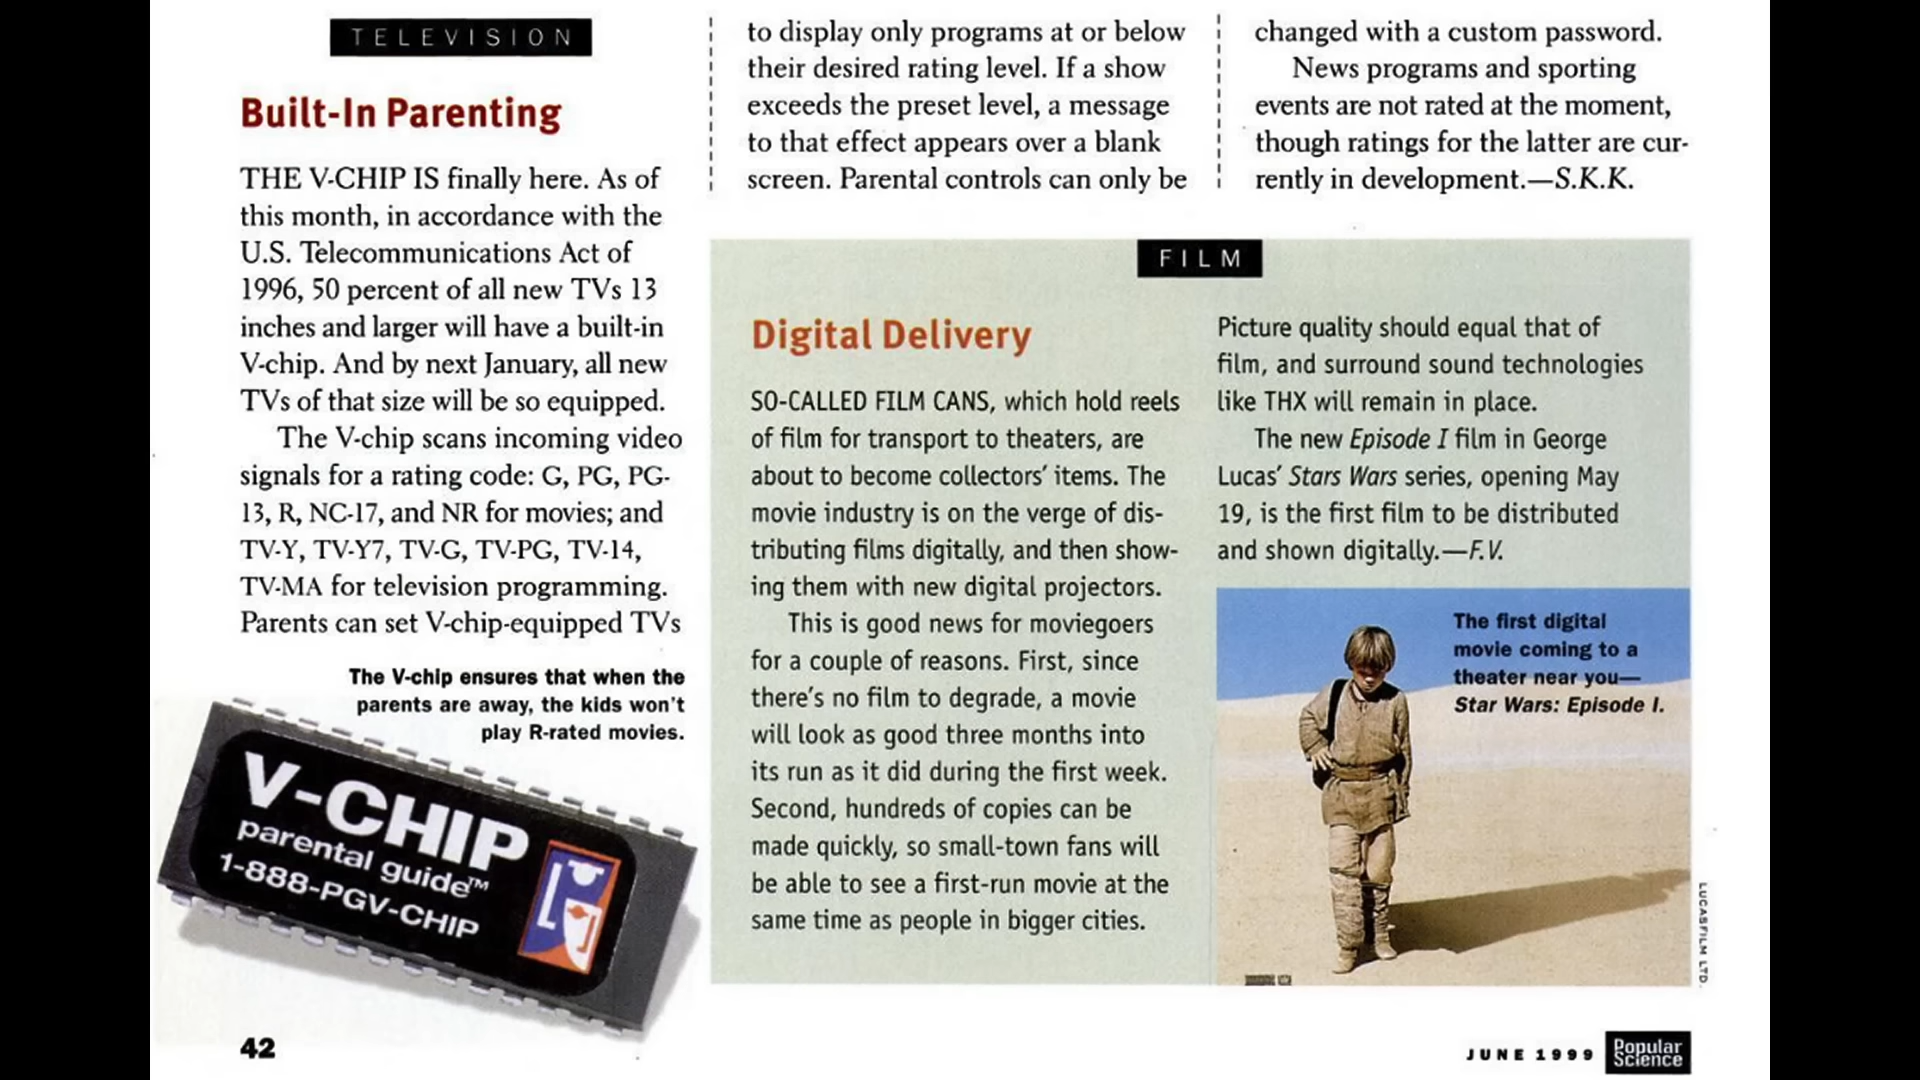 TELEVISION
Built-In Parenting
THE V-CHIP IS finally here. As of
this month, in accordance with the
U.S. Telecommunications Act of
1996, 50 percent of all new TVs 13
inches and larger will have a built-in
V-chip. And by next January, all new
TVs of that size will be so equipped.
The V-chip scans incoming video
signals for a rating code: G, PG, PG-
13, R, NC-17, and NR for movies; and
TV-Y, TV-Y7, TV-G, TV-PG, TV-14,
TV-MA for television programming.
Parents can set V-chip-equipped TVs
to display only programs at or below
their desired rating level. If a show
exceeds the preset level, a message
to that effect appears over a blank
screen. Parental controls can only be
changed with a custom password.
News programs and sporting
events are not rated at the moment,
though ratings for the latter are cur-
rently in development.—S.K.K.
The V-chip ensures that when the
parents are away, the kids won't
play R-rated movies.
V-CHIP
parental guide™
1-888-PGV-CHIP
FILM
Digital Delivery
SO-CALLED FILM CANS, which hold reels
of film for transport to theaters, are
about to become collectors' items. The
movie industry is on the verge of dis-
tributing films digitally, and then show-
ing them with new digital projectors.
This is good news for moviegoers
for a couple of reasons. First, since
there's no film to degrade, a movie
will look as good three months into
its run as it did during the first week.
Second, hundreds of copies can be
made quickly, so small-town fans will
be able to see a first-run movie at the
same time as people in bigger cities.
Picture quality should equal that of
film, and surround sound technologies
like THX will remain in place.
The new Episode I film in George
Lucas' Stars Wars series, opening May
19, is the first film to be distributed
and shown digitally.—F.V.
The first digital
movie coming to a
theater near you—
Star Wars: Episode I.
LUCASFILM LTD.
42
JUNE 1999
Popular
Science